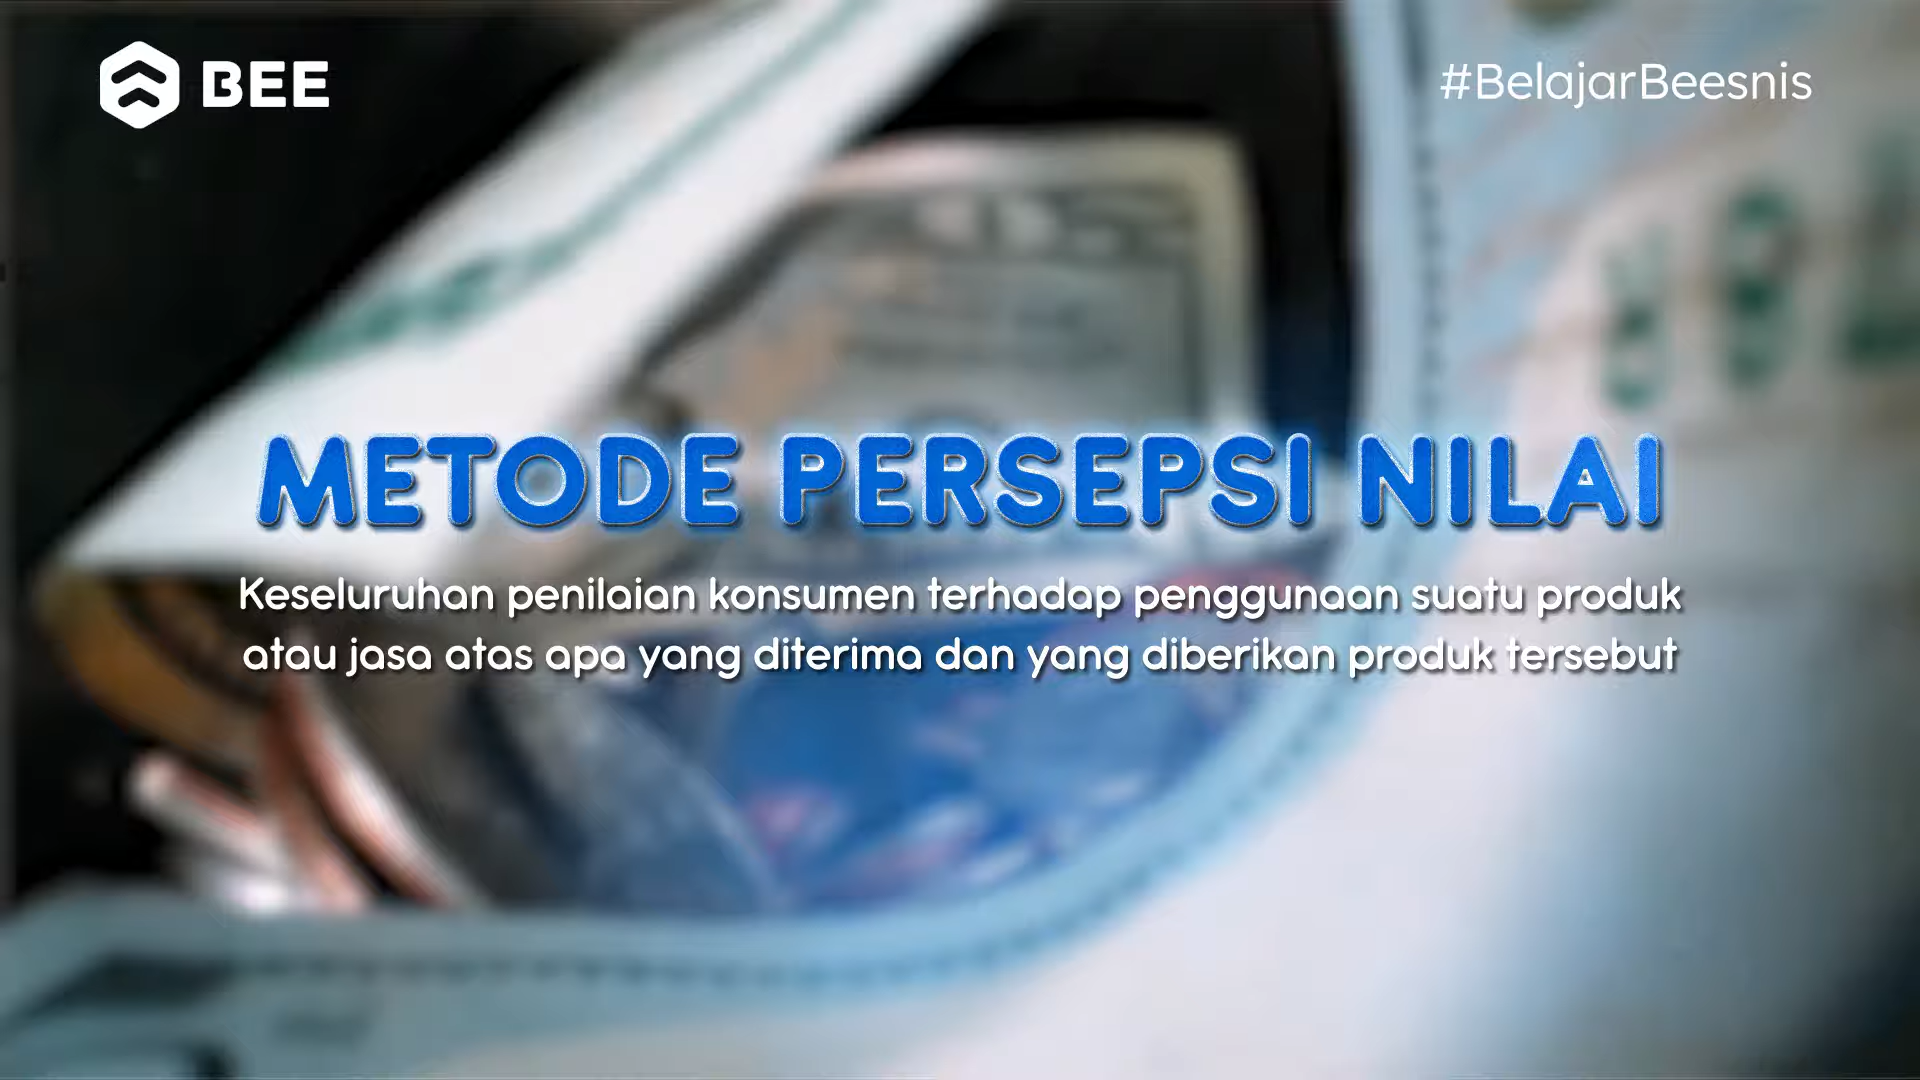 BEE
#BelajarBeesnis
METODE PERSEPSI NILAI
Keseluruhan penilaian konsumen terhadap penggunaan suatu produk
atau jasa atas apa yang diterima dan yang diberikan produk tersebut